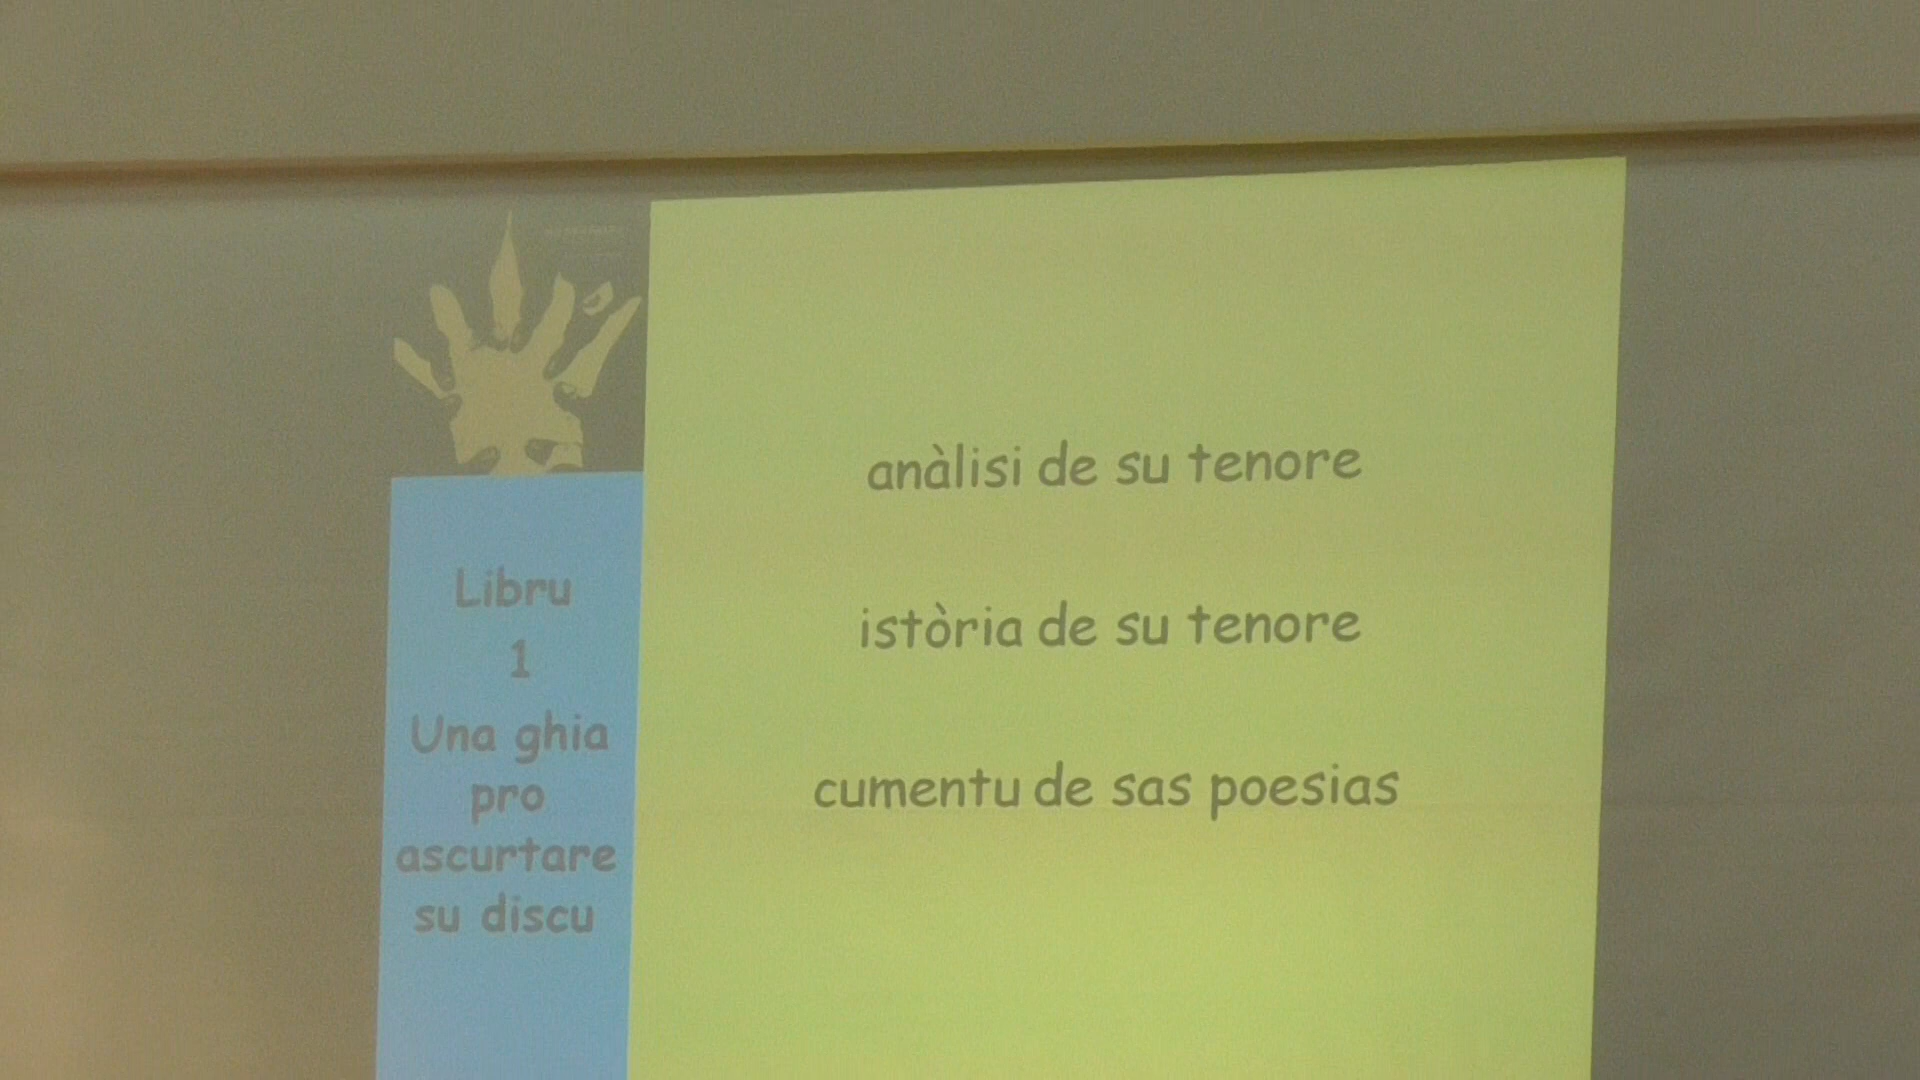 Libru
1
Una ghia
pro
ascurtare
su discu
anàlisi de su tenore
istòria de su tenore
cumentu de sas poesias